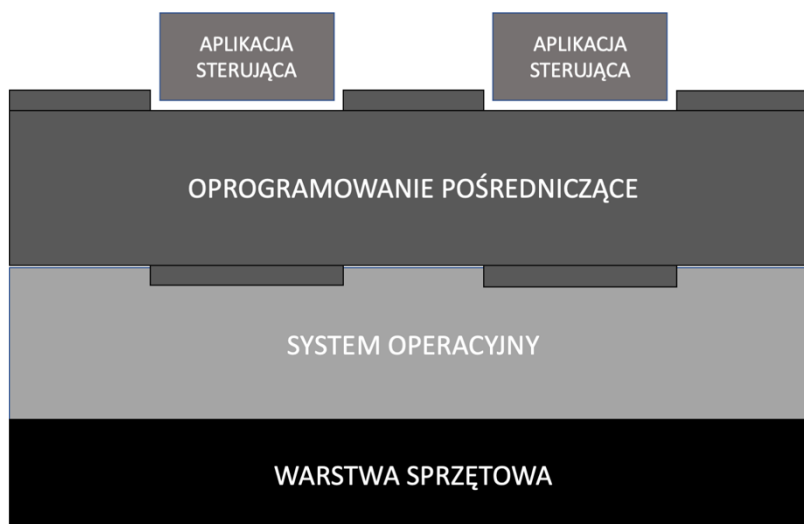 APLIKACJA
STERUJĄCA
APLIKACJA
STERUJĄCA
OPROGRAMOWANIE POŚREDNICZĄCE
SYSTEM OPERACYJNY
WARSTWA SPRZĘTOWA